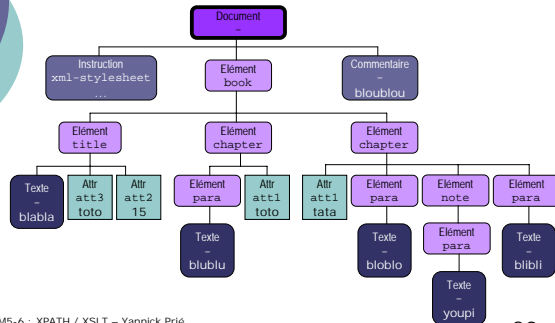 Document
–
Instruction
xml-stylesheet
...
Elément
book
Commentaire
–
bloublou
Elément
title
Elément
chapter
Elément
chapter
Texte
–
blabla
Attr
att3
toto
Attr
att2
15
Elément
para
Attr
att1
toto
Attr
att1
tata
Elément
para
Elément
note
Elément
para
Texte
–
blublu
Texte
–
bloblo
Elément
para
Texte
–
blibli
Texte
–
youpi
M5-6 : XPATH / XSLT – Yannick Prié